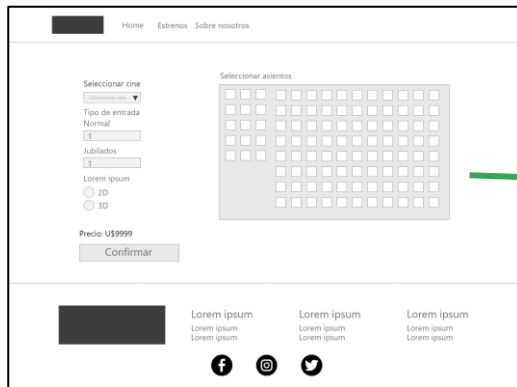 Home Estrenos Sobre nosotros
Seleccionar cine
Seleccionar cine
Tipo de entrada
Normal
1
Jubilados
1
Lorem ipsum
2D
3D
Precio: U$9999
Confirmar
Seleccionar asientos
Lorem ipsum Lorem ipsum Lorem ipsum
Lorem ipsum Lorem ipsum Lorem ipsum
Lorem ipsum Lorem ipsum Lorem ipsum